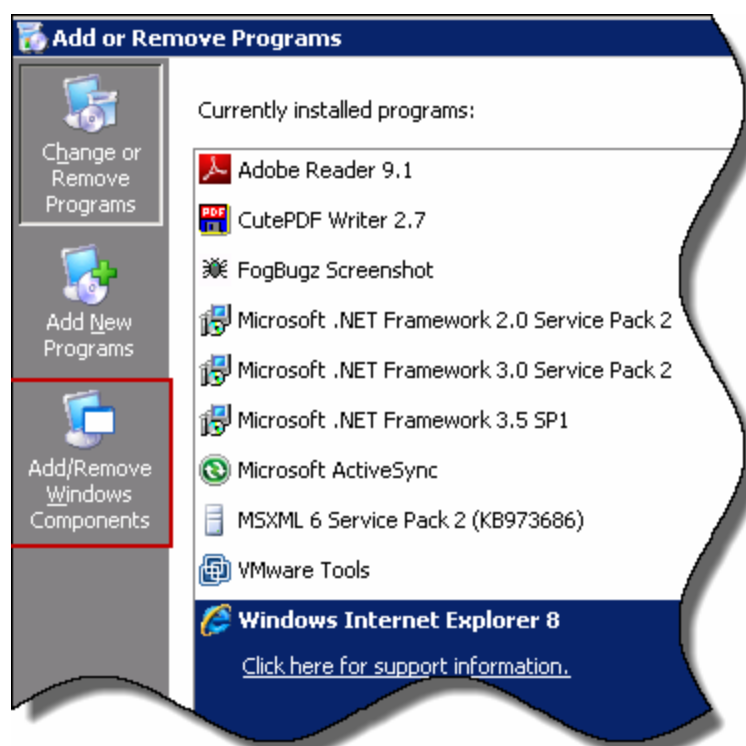 Add or Remove Programs
Change or
Remove
Programs
Add New
Programs
Add/Remove
Windows
Components
Currently installed programs:
Adobe Reader 9.1
PDF
CutePDF Writer 2.7
FogBugz Screenshot
Microsoft .NET Framework 2.0 Service Pack 2
Microsoft .NET Framework 3.0 Service Pack 2
Microsoft .NET Framework 3.5 SP1
Microsoft ActiveSync
MSXML 6 Service Pack 2 (KB973686)
VMware Tools
Windows Internet Explorer 8
Click here for support information.